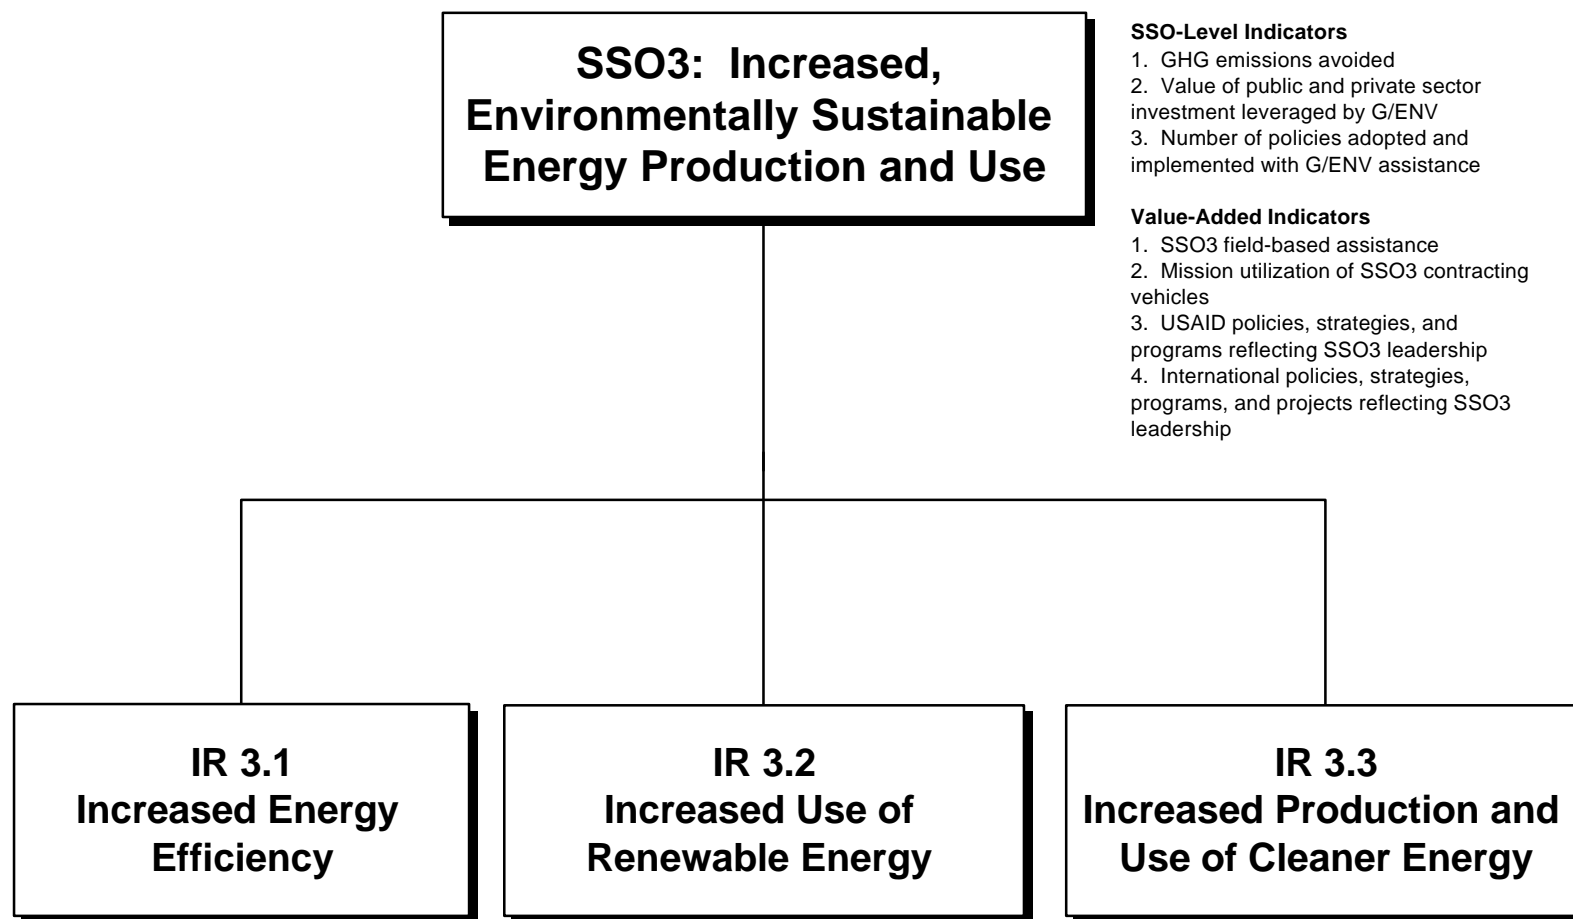 SSO3: Increased,
Environmentally Sustainable
Energy Production and Use
SSO-Level Indicators
1. GHG emissions avoided
2. Value of public and private sector
investment leveraged by G/ENV
3. Number of policies adopted and
implemented with G/ENV assistance
Value-Added Indicators
1. SSO3 field-based assistance
2. Mission utilization of SSO3 contracting
vehicles
3. USAID policies, strategies, and
programs reflecting SSO3 leadership
4. International policies, strategies,
programs, and projects reflecting SSO3
leadership
IR 3.1
Increased Energy
Efficiency
IR 3.2
Increased Use of
Renewable Energy
IR 3.3
Increased Production and
Use of Cleaner Energy